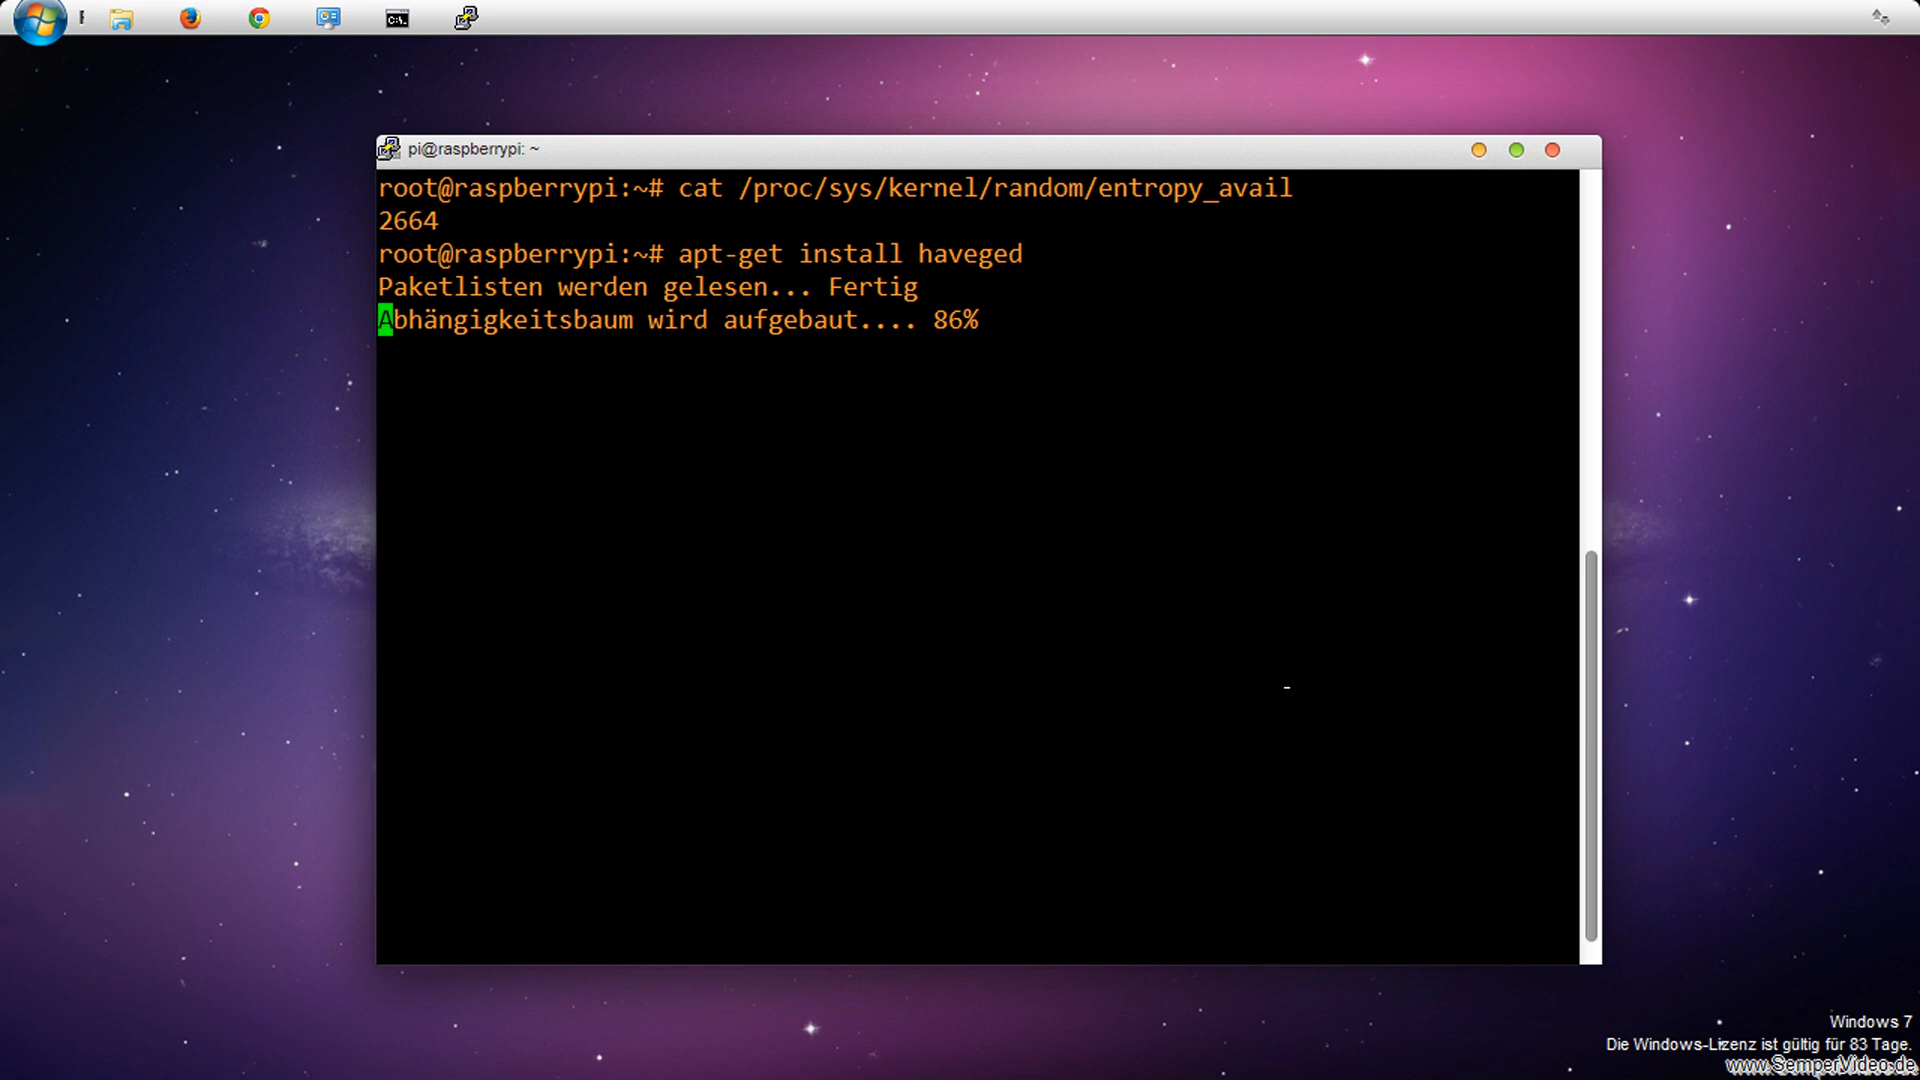 pi@raspberrypi: ~
root@raspberrypi:~# cat /proc/sys/kernel/random/entropy_avail
2664
root@raspberrypi:~# apt-get install haveged
Paketlisten werden gelesen... Fertig
Abhängigkeitsbaum wird aufgebaut.... 86%
Windows 7
Die Windows-Lizenz ist gültig für 83 Tage.
www.SemperVideo.de